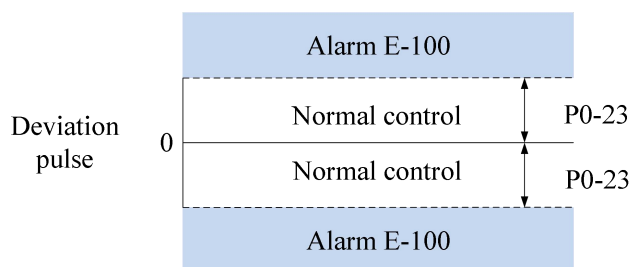 Alarm E-100
Normal control
P0-23
Deviation
pulse
0
Normal control
P0-23
Alarm E-100